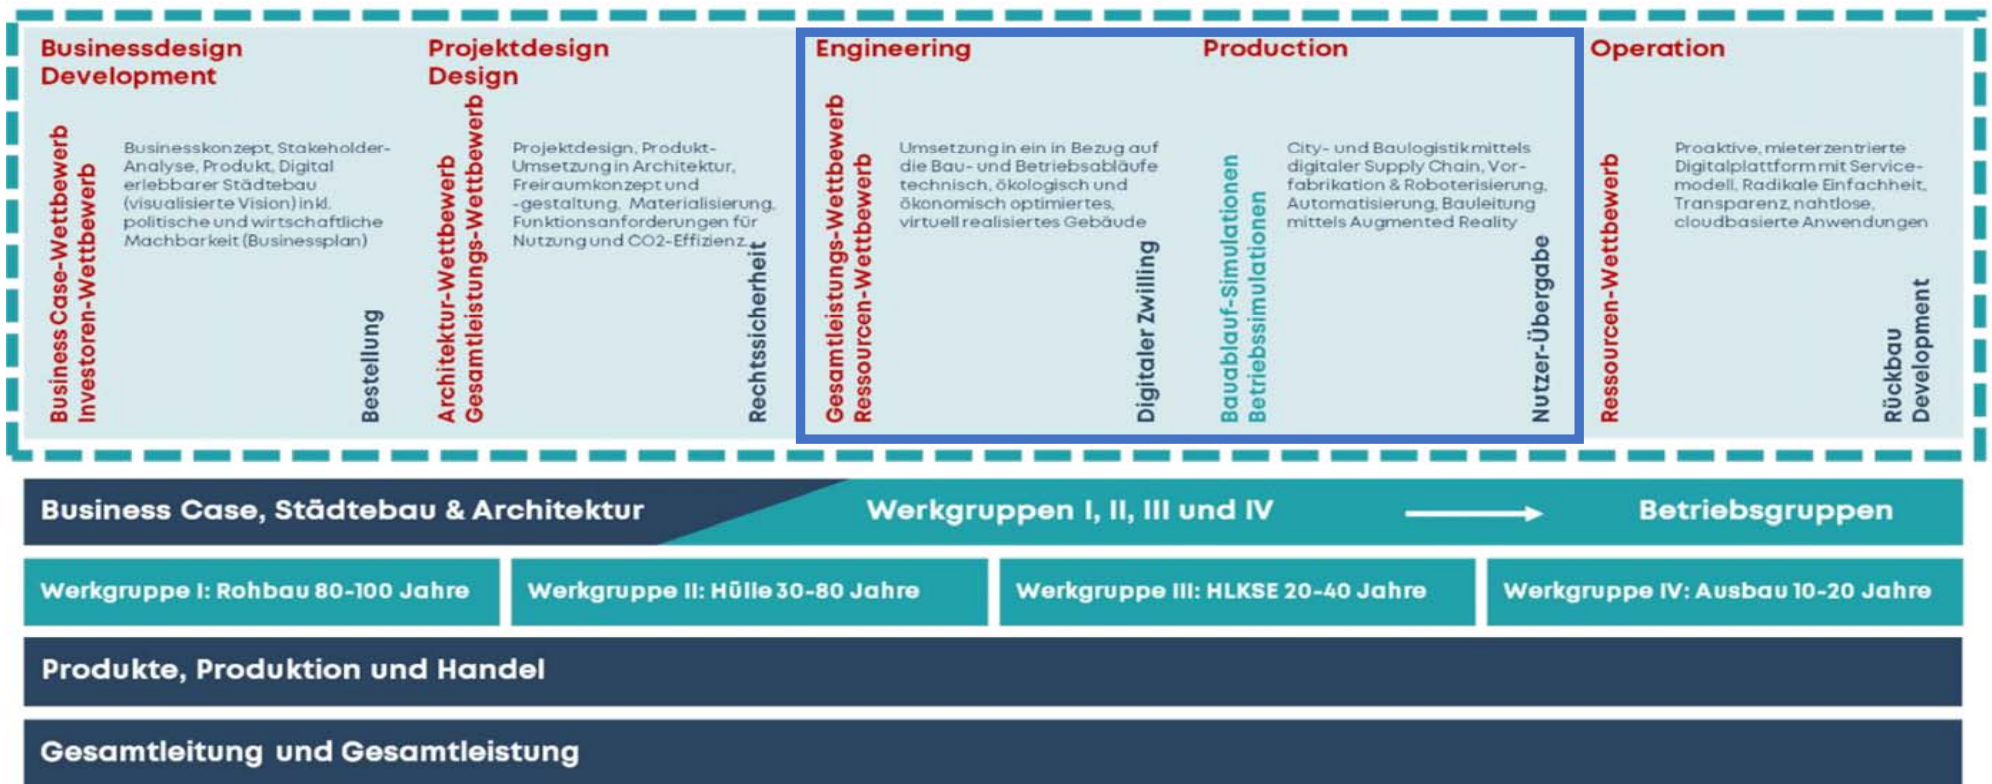 Businessdesign
Development
Business Case-Wettbewerb
Investoren-Wettbewerb
Businesskonzept, Stakeholder-
Analyse, Produkt, Digital
erlebbarer Städtebau
(visualisierte Vision) inkl.
politische und wirtschaftliche
Machbarkeit (Businessplan)
Bestellung
Projektdesign
Design
Architektur-Wettbewerb
Gesamtleistungs-Wettbewerb
Projektdesign, Produkt-
Umsetzung in Architektur,
Freiraumkonzept und
-gestaltung, Materialisierung,
Funktionsanforderungen für
Nutzung und CO2-Effizienz
Rechtssicherheit
Engineering
Gesamtleistungs-Wettbewerb
Ressourcen-Wettbewerb
Umsetzung in ein in Bezug auf
die Bau- und Betriebsabläufe
technisch, ökologisch und
ökonomisch optimiertes,
virtuell realisiertes Gebäude
Digitaler Zwilling
Production
Bauablauf-Simulationen
Betriebssimulationen
City- und Baulogistik mittels
digitaler Supply Chain, Vor-
fabrikation & Roboterisierung,
Automatisierung, Bauleitung
mittels Augmented Reality
Nutzer-Übergabe
Operation
Ressourcen-Wettbewerb
Proaktive, mieterzentrierte
Digitalplattform mit Service-
modell, Radikale Einfachheit,
Transparenz, nahtlose,
cloudbasierte Anwendungen
Rückbau
Development
Business Case, Städtebau & Architektur
Werkgruppen I, II, III und IV
Betriebsgruppen
Werkgruppe I: Rohbau 80-100 Jahre
Werkgruppe II: Hülle 30-80 Jahre
Werkgruppe III: HLKSE 20-40 Jahre
Werkgruppe IV: Ausbau 10-20 Jahre
Produkte, Produktion und Handel
Gesamtleitung und Gesamtleistung